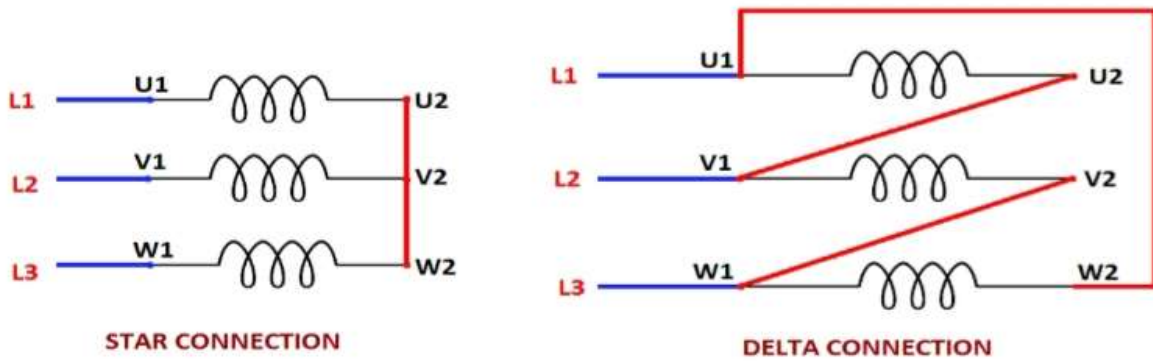 L1 U1 U2
L2 V1 V2
L3 W1 W2
STAR CONNECTION
L1 U1 U2
L2 V1 V2
L3 W1 W2
DELTA CONNECTION